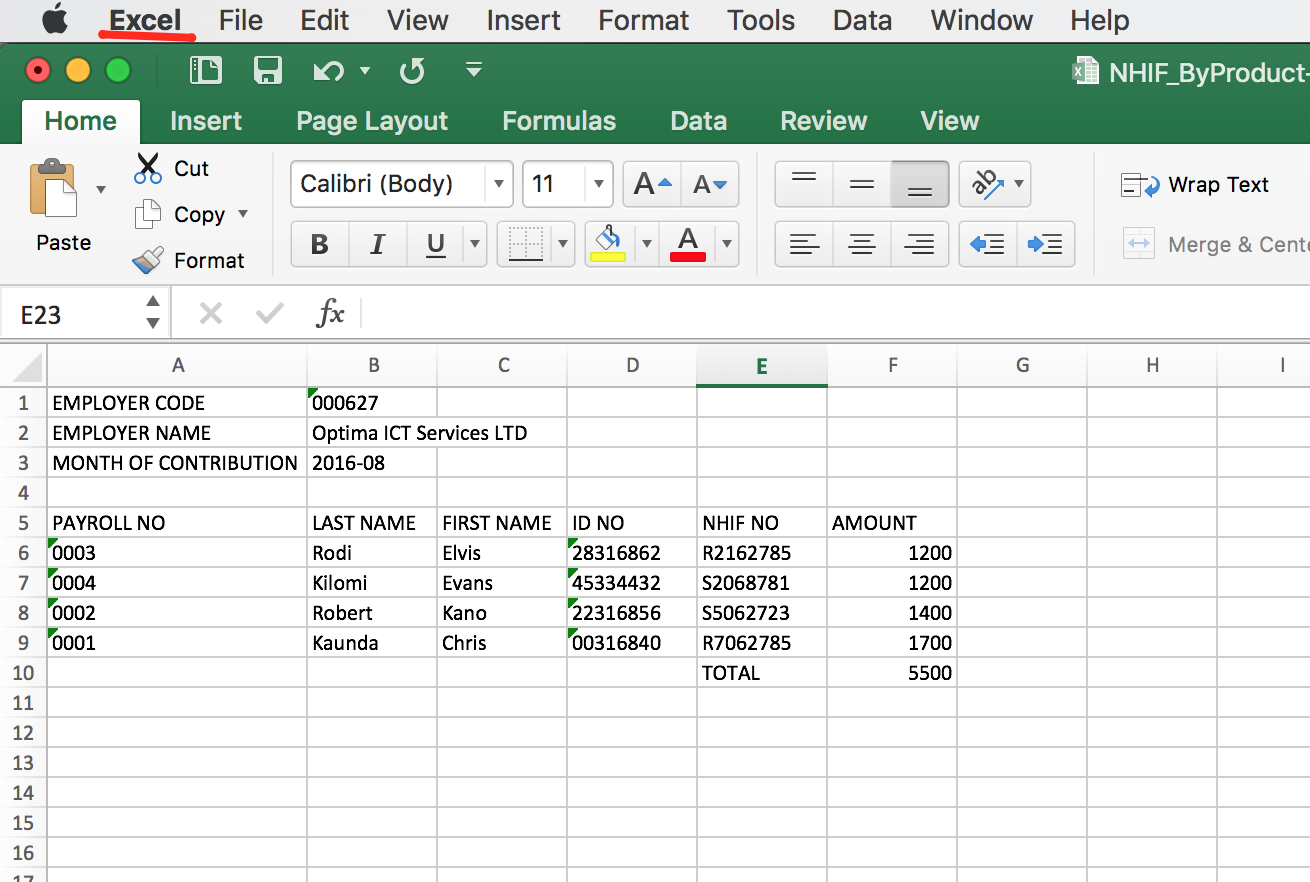 Excel File Edit View Insert Format Tools Data Window Help
NHIF_ByProduct-
Home Insert Page Layout Formulas Data Review View
Paste
Cut
Copy
Format
Calibri (Body) 11 A A
ab
Wrap Text
B I U A
Merge & Cente
E23 fx
A B C D E F G H I
1 EMPLOYER CODE 000627
2 EMPLOYER NAME Optima ICT Services LTD
3 MONTH OF CONTRIBUTION 2016-08
4
5 PAYROLL NO LAST NAME FIRST NAME ID NO NHIF NO AMOUNT
6 0003 Rodi Elvis 28316862 R2162785 1200
7 0004 Kilomi Evans 45334432 S2068781 1200
8 0002 Robert Kano 22316856 S5062723 1400
9 0001 Kaunda Chris 00316840 R7062785 1700
10 TOTAL 5500
11
12
13
14
15
16
17